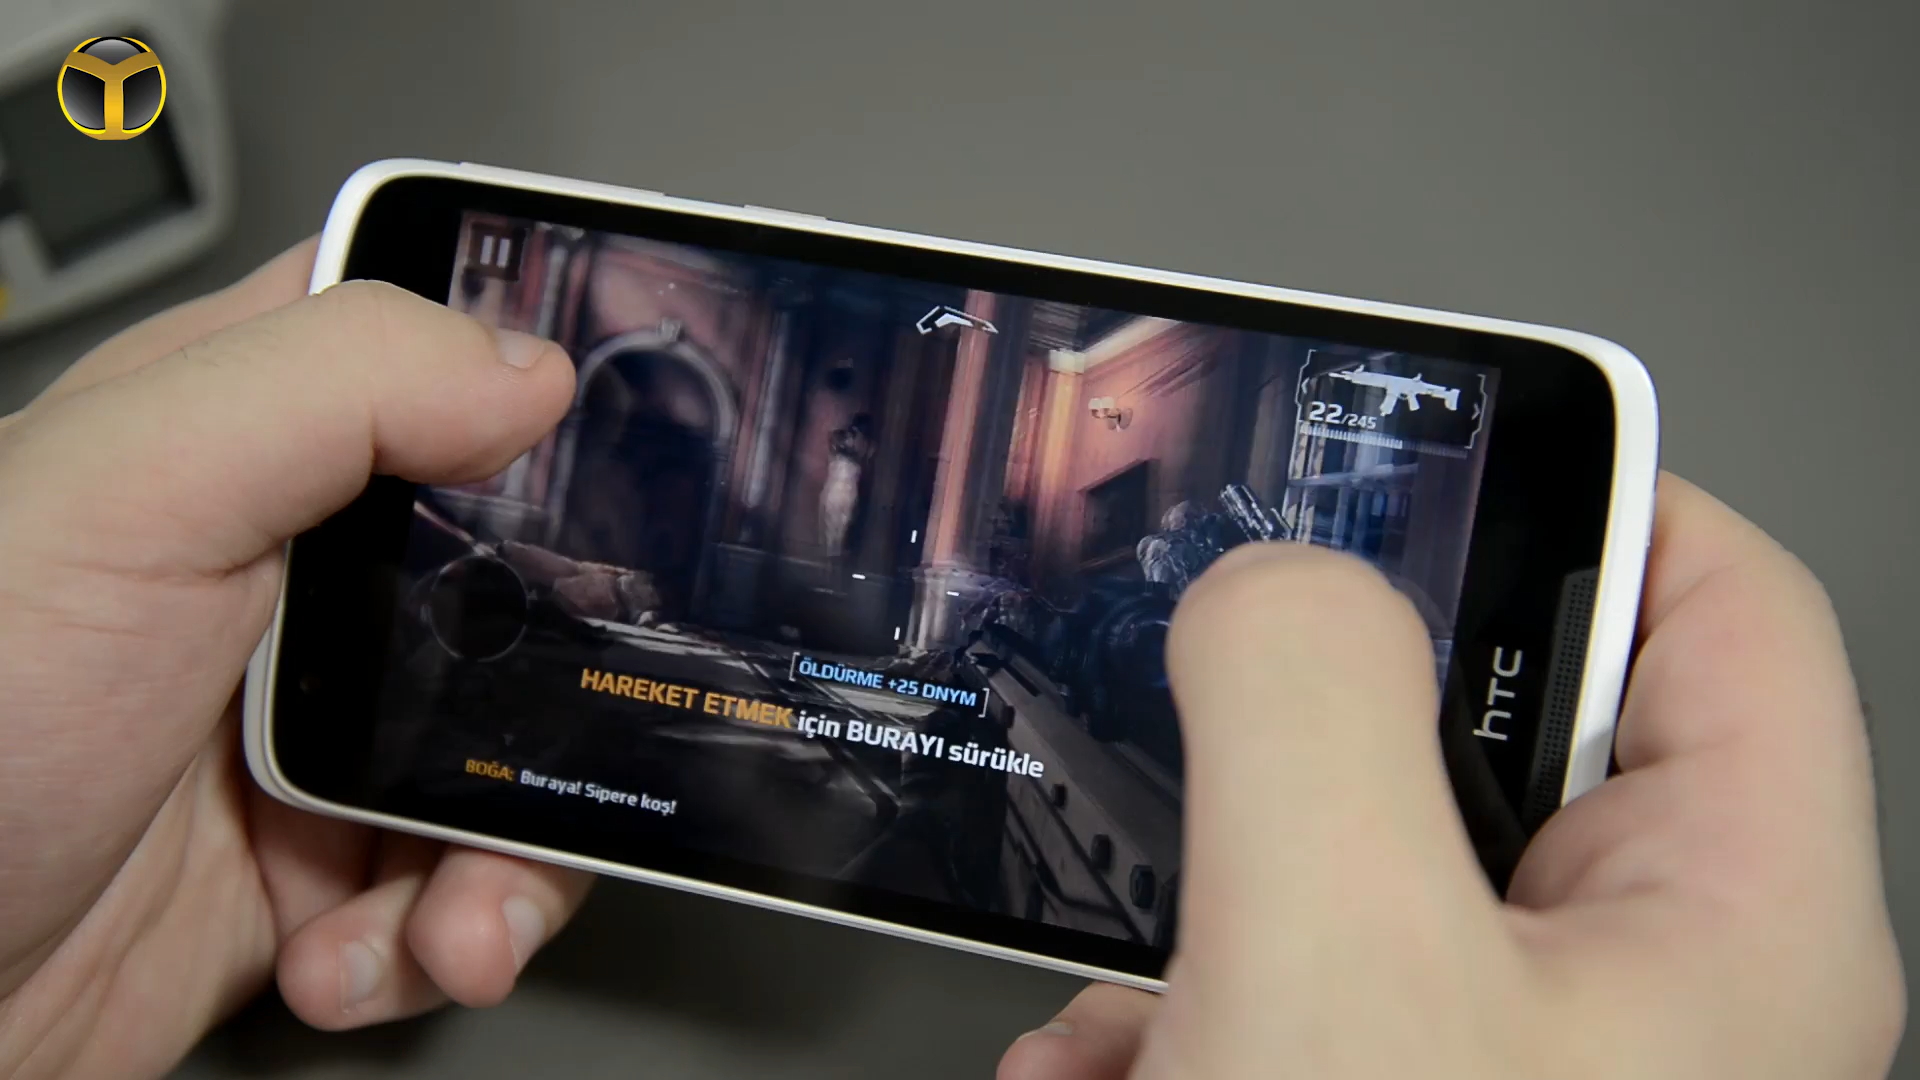 22/245
ÖLDÜRME +25 DNYM
HAREKET ETMEK için BURAYI sürükle
BOĞA: Buraya! Sipere koş!
hTC